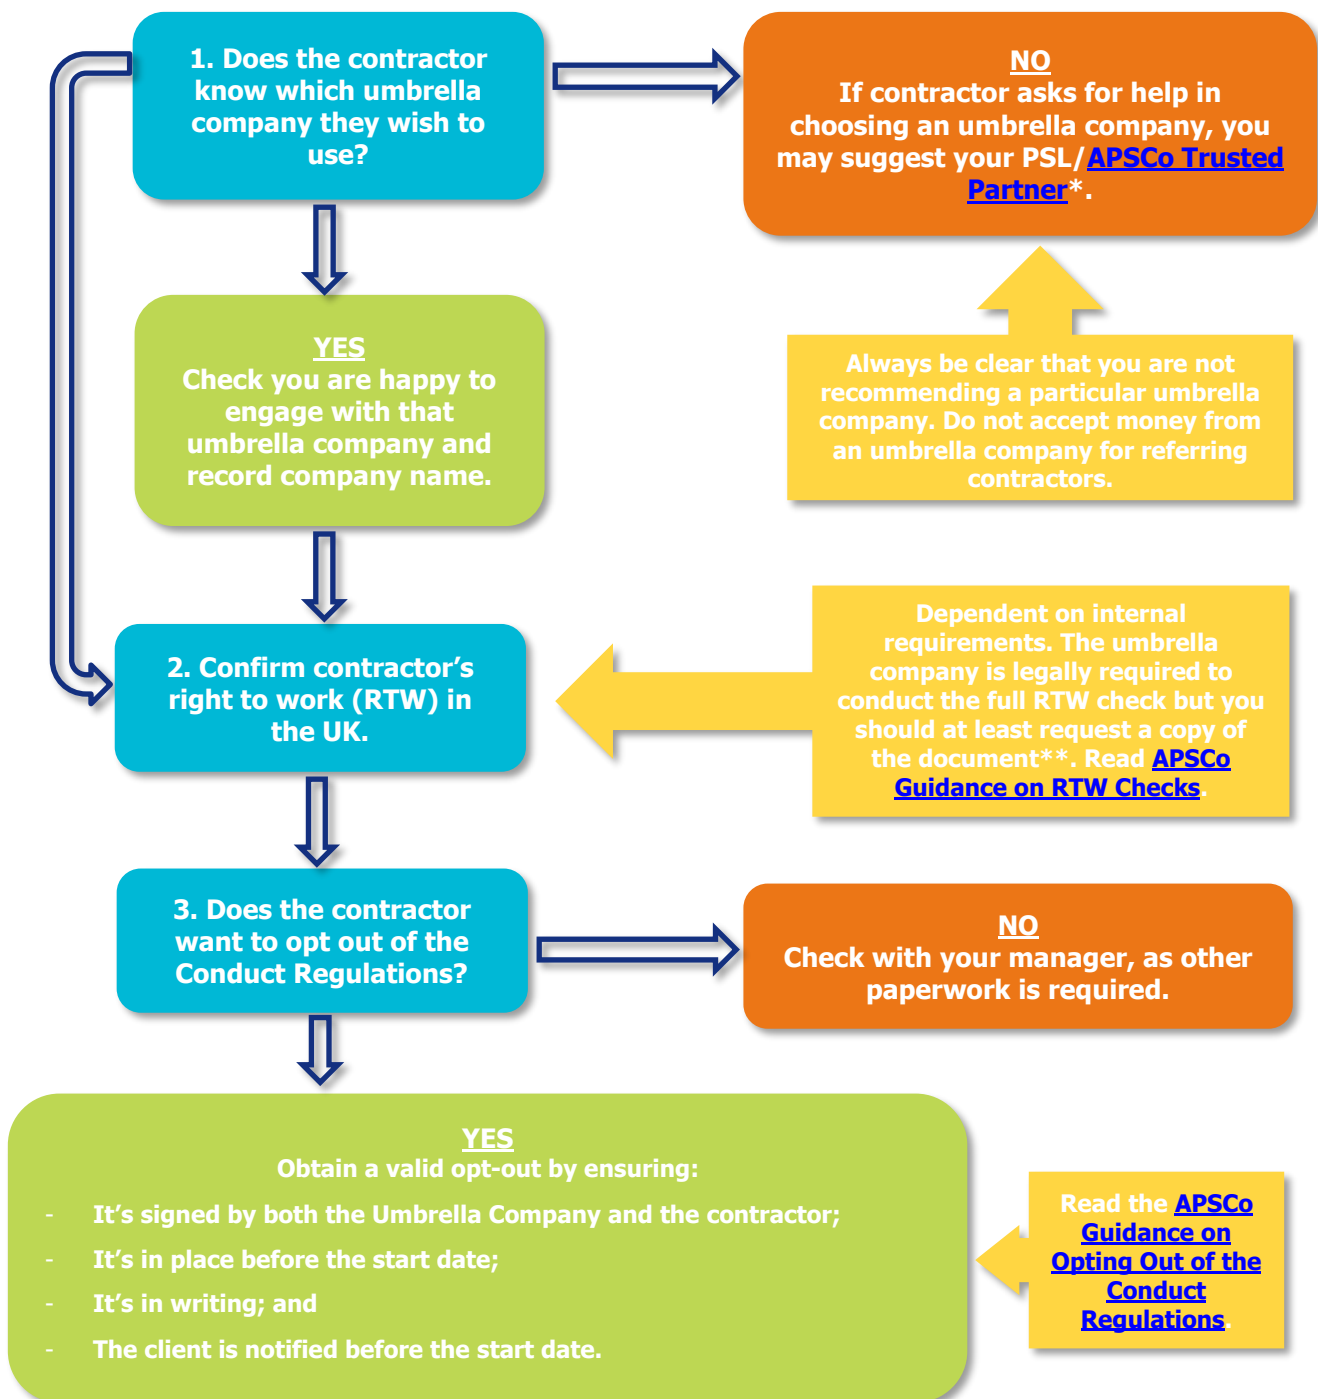 1. Does the contractor
know which umbrella
company they wish to
use?
NO
If contractor asks for help in
choosing an umbrella company, you
may suggest your PSL/APSCo Trusted
Partner*.
YES
Check you are happy to
engage with that
umbrella company and
record company name.
Always be clear that you are not
recommending a particular umbrella
company. Do not accept money from
an umbrella company for referring
contractors.
2. Confirm contractor’s
right to work (RTW) in
the UK.
Dependent on internal
requirements. The umbrella
company is legally required to
conduct the full RTW check but you
should at least request a copy of
the document**. Read APSCo
Guidance on RTW Checks.
3. Does the contractor
want to opt out of the
Conduct Regulations?
NO
Check with your manager, as other
paperwork is required.
YES
Obtain a valid opt-out by ensuring:
- It’s signed by both the Umbrella Company and the contractor;
- It’s in place before the start date;
- It’s in writing; and
- The client is notified before the start date.
Read the APSCo
Guidance on
Opting Out of the
Conduct
Regulations.